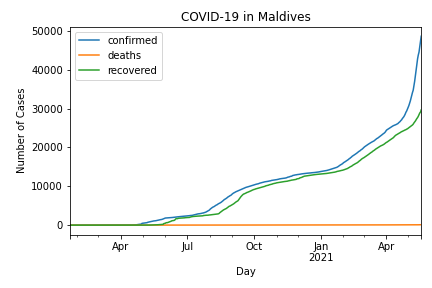 COVID-19 in Maldives
50000
40000
30000
20000
10000
0
Number of Cases
confirmed
deaths
recovered
Apr
Jul
Oct
Jan
2021
Apr
Day